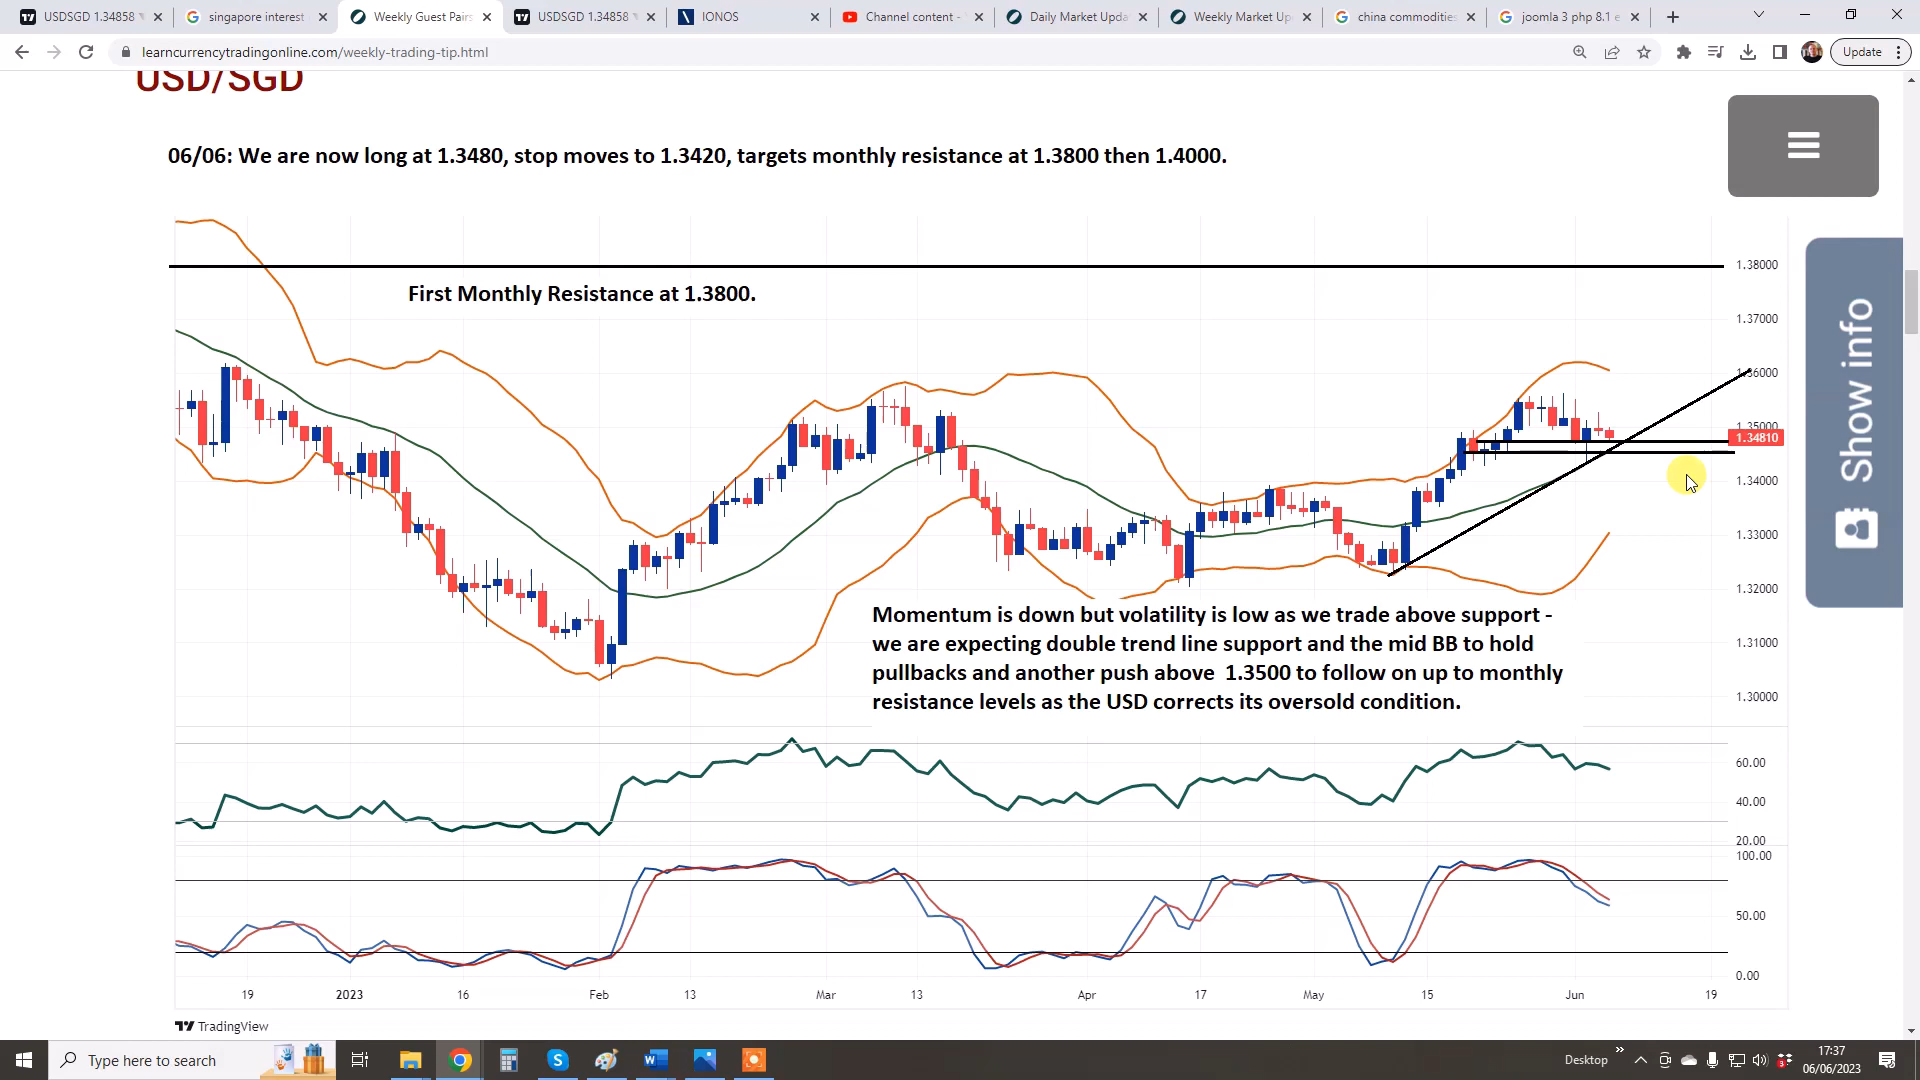 USDSGD 1.34858
singapore interest
Weekly Guest Pairs
USDSGD 1.34858
IONOS
Channel content -
Daily Market Upda
Weekly Market Up
china commodities
joomla 3 php 8.1 e
learncurrencytradingonline.com/weekly-trading-tip.html
Update
USD/SGD
06/06: We are now long at 1.3480, stop moves to 1.3420, targets monthly resistance at 1.3800 then 1.4000.
First Monthly Resistance at 1.3800.
1.38000
1.37000
1.36000
1.35000
1.34810
1.34000
1.33000
1.32000
1.31000
1.30000
Show info
Momentum is down but volatility is low as we trade above support -
we are expecting double trend line support and the mid BB to hold
pullbacks and another push above 1.3500 to follow on up to monthly
resistance levels as the USD corrects its oversold condition.
60.00
40.00
20.00
100.00
50.00
0.00
19 2023 16 Feb 13 Mar 13 Apr 17 May 15 Jun 19
TradingView
Type here to search
Desktop
17:37
06/06/2023